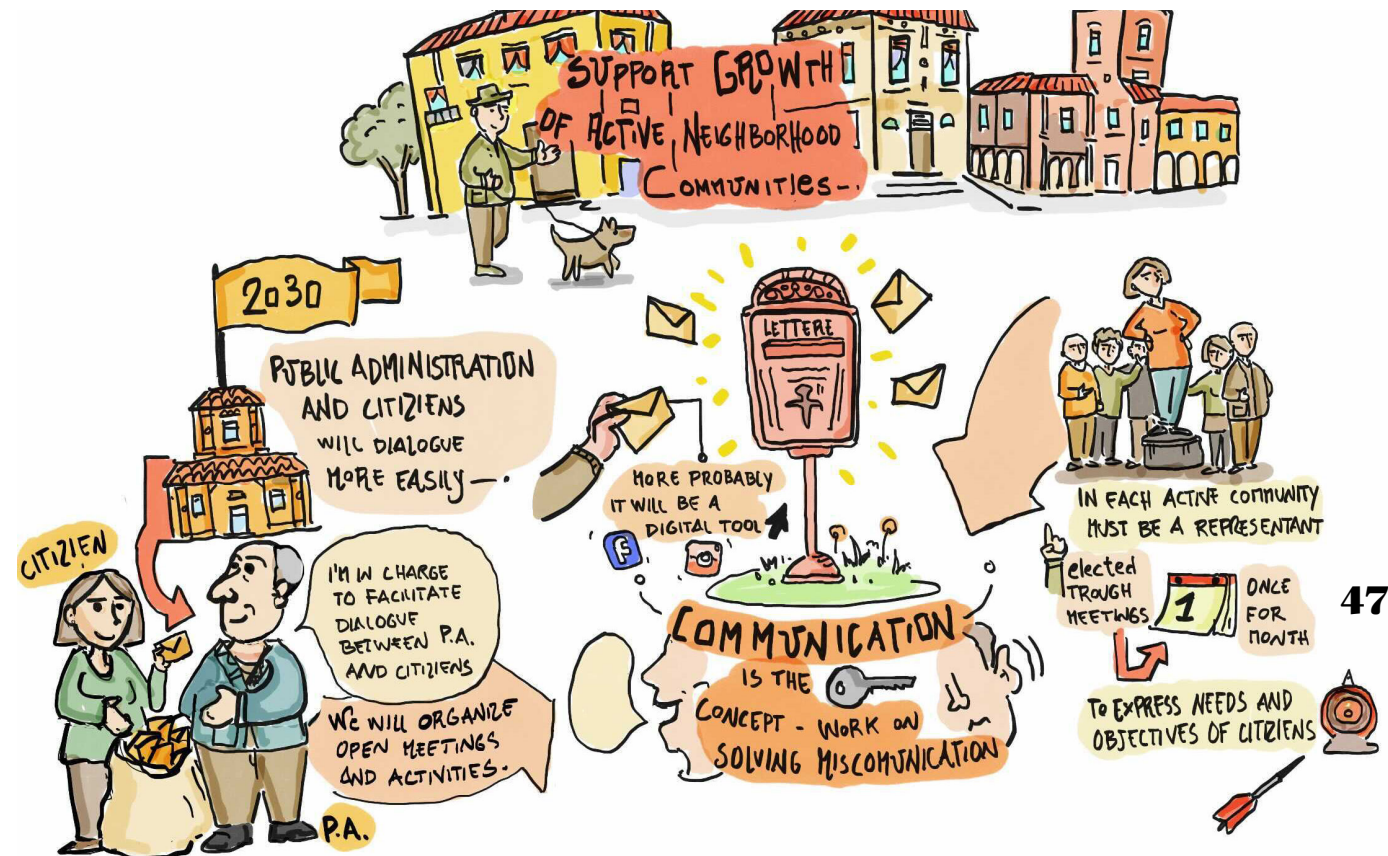 SUPPORT GROWTH
OF ACTIVE NEIGHBORHOOD
COMMUNITIES-.
2030
PUBLIC ADMINISTRATION
AND CITIZIENS
WILL DIALOGUE
MORE EASILY-.
CITIZIEN
I'M IN CHARGE
TO FACILITATE
DIALOGUE
BETWEEN P.A.
AND CITIZIENS
WE WILL ORGANIZE
OPEN MEETINGS
AND ACTIVITIES.
P.A.
LETTERE
MORE PROBABLY
IT WILL BE A
DIGITAL TOOL
f
COMMUNICATION
IS THE
CONCEPT - WORK ON
SOLVING MISCOMUNICATION
IN EACH ACTIVE COMMUNITY
MUST BE A REPRESENTANT
elected
TROUGH
MEETINGS
1
ONCE
FOR
MONTH
TO EXPRESS NEEDS AND
OBJECTIVES OF CITIZIENS
47